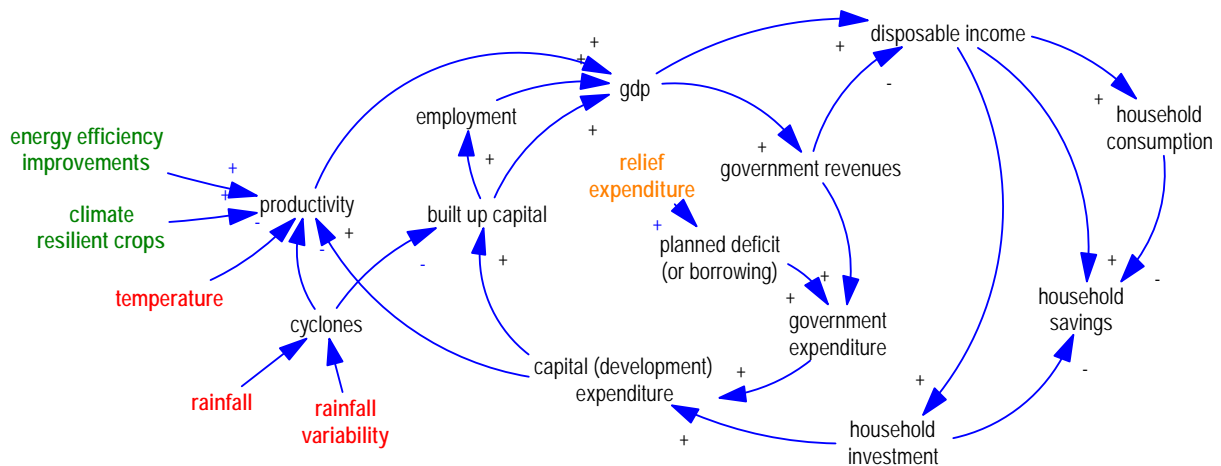 disposable income
gdp
employment
household
consumption
energy efficiency
improvements
relief
expenditure
government revenues
climate
resilient crops
productivity
built up capital
planned deficit
(or borrowing)
temperature
household
savings
cyclones
government
expenditure
capital (development)
expenditure
rainfall
rainfall
variability
household
investment
+
+
+
+
-
+
+
+
+
+
+
-
+
-
+
-
+
+
+
+
-
+
-
+
+
+